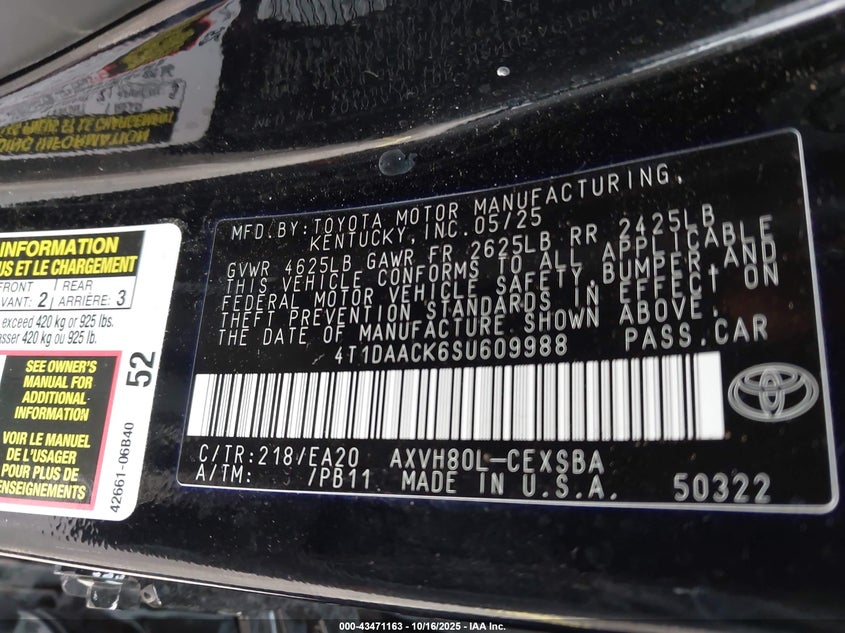 MFD.BY:TOYOTA MOTOR MANUFACTURING,
KENTUCKY,INC.05/25
GVWR 4625LB GAWR FR 2625LB RR 2425LB
THIS VEHICLE CONFORMS TO ALL APPLICABLE
FEDERAL MOTOR VEHICLE SAFETY,BUMPER,AND
THEFT PREVENTION STANDARDS IN EFFECT ON
THE DATE OF MANUFACTURE SHOWN ABOVE.
4T1DAACK6SU609988 PASS.CAR
C/TR:218/EA20 AXVH80L-CEXSBA
A/TM: /PB11 MADE IN U.S.A. 50322
INFORMATION
US ET LE CHARGEMENT
FRONT REAR
VANT: 2 ARRIÈRE: 3
exceed 420 kg or 925 lbs.
asser 420 kg ou 925 lb.
SEE OWNER'S
MANUAL FOR
ADDITIONAL
INFORMATION
VOIR LE MANUEL
DE L'USAGER
POUR PLUS DE
ENSEIGNEMENTS
52
42661-06B40
000-43471163 - 10/16/2025 - IAA Inc.